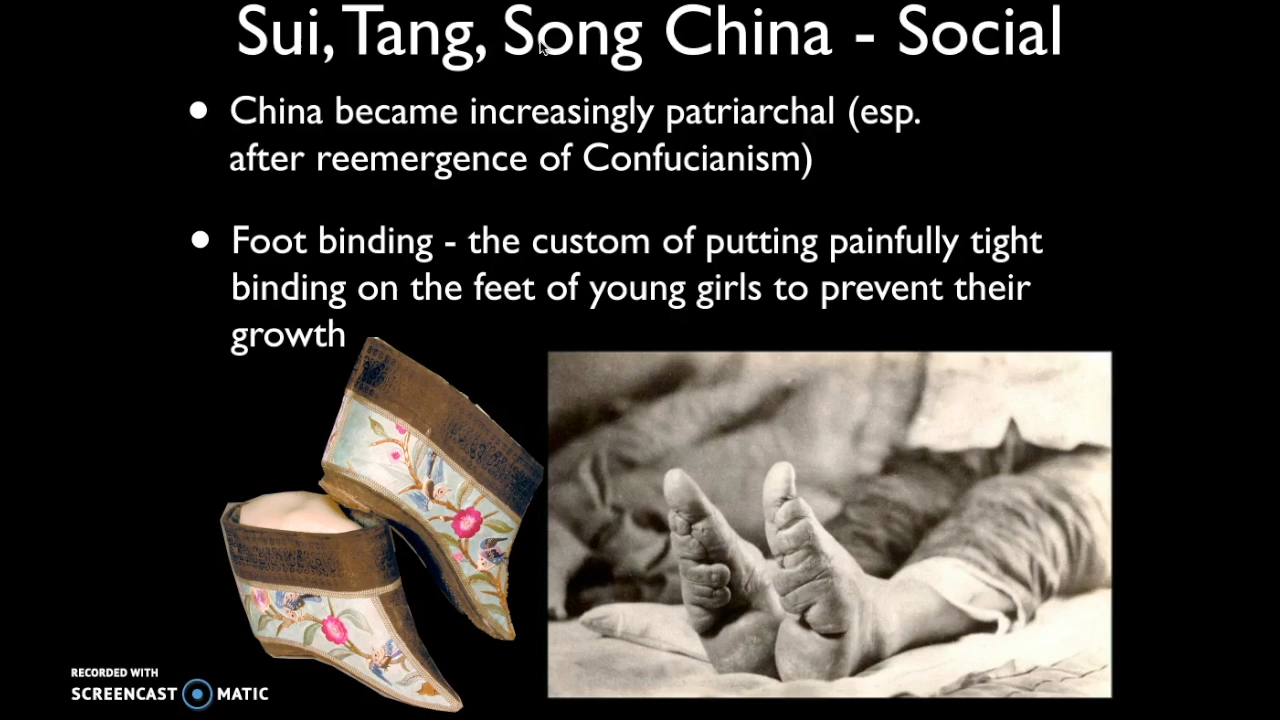 Sui, Tang, Song China - Social
• China became increasingly patriarchal (esp.
after reemergence of Confucianism)
• Foot binding - the custom of putting painfully tight
binding on the feet of young girls to prevent their
growth
RECORDED WITH
SCREENCAST MATIC